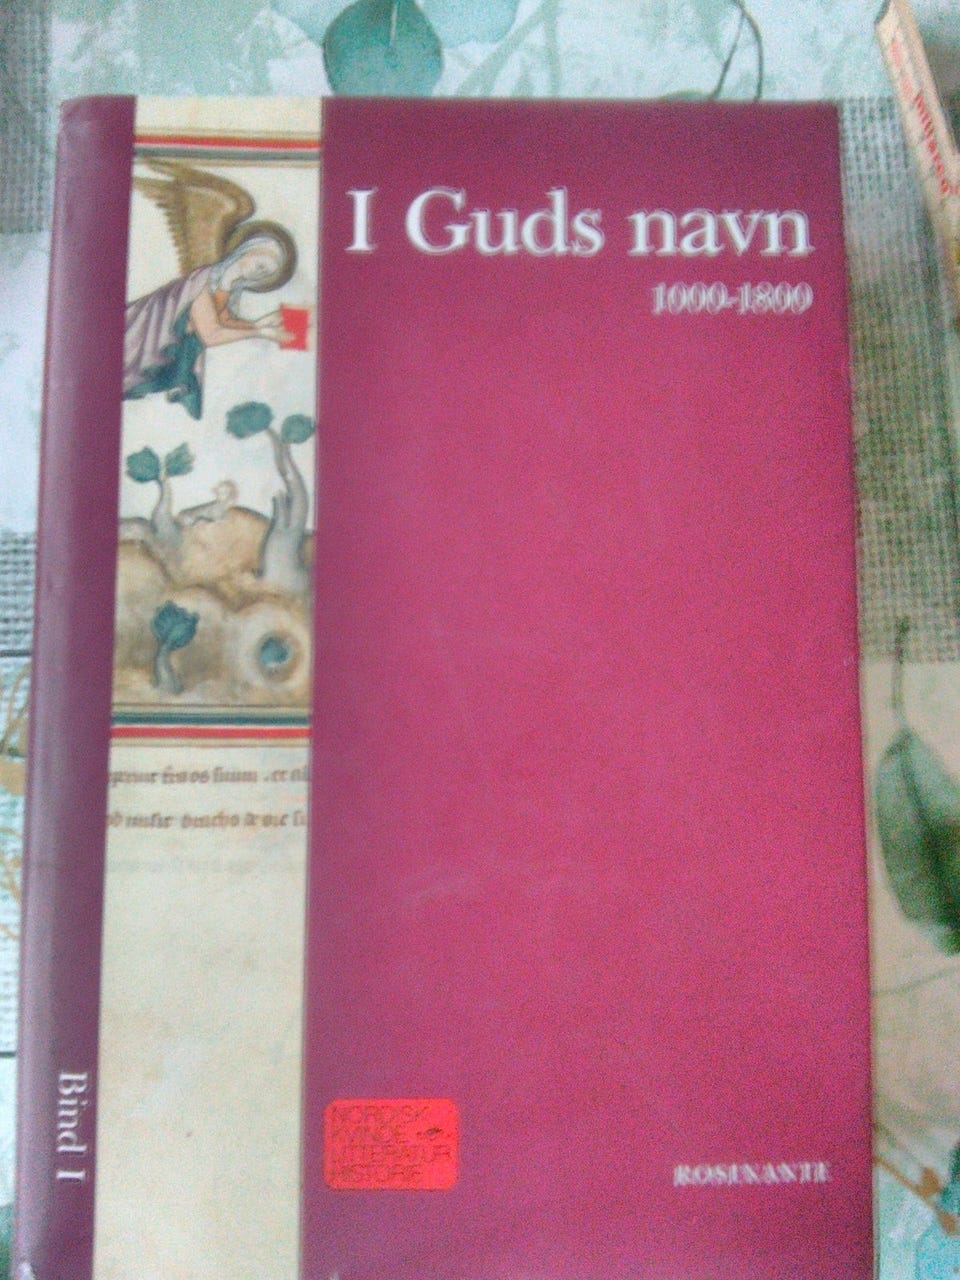 I Guds navn
1000-1800
NORDISK
KVINDE
LITTERATUR
HISTORIE
ROSINANTE
Bind I